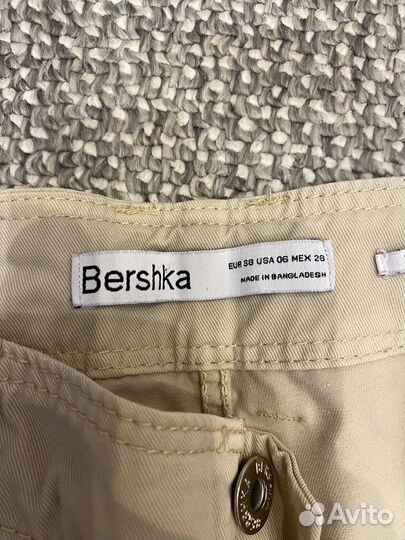 Bershka
EUR 38 USA 06 MEX 28
MADE IN BANGLADESH
Avito